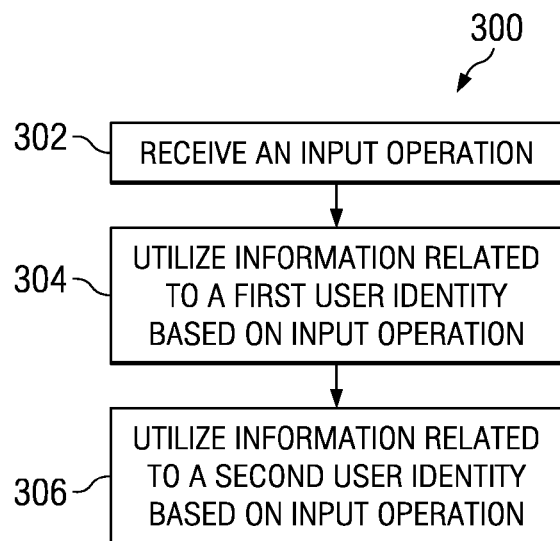 300
302
RECEIVE AN INPUT OPERATION
304
UTILIZE INFORMATION RELATED
TO A FIRST USER IDENTITY
BASED ON INPUT OPERATION
306
UTILIZE INFORMATION RELATED
TO A SECOND USER IDENTITY
BASED ON INPUT OPERATION